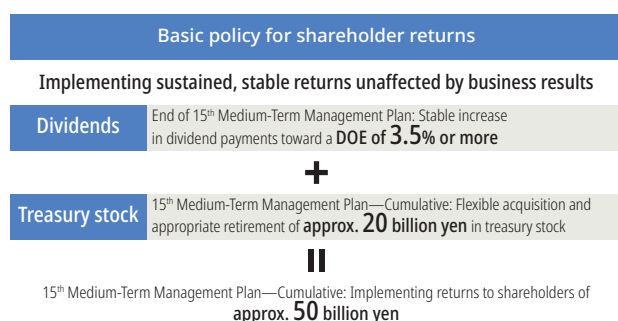 Basic policy for shareholder returns
Implementing sustained, stable returns unaffected by business results
Dividends
End of 15th Medium-Term Management Plan: Stable increase
in dividend payments toward a DOE of 3.5% or more
+
Treasury stock
15th Medium-Term Management Plan—Cumulative: Flexible acquisition and
appropriate retirement of approx. 20 billion yen in treasury stock
=
15th Medium-Term Management Plan—Cumulative: Implementing returns to shareholders of
approx. 50 billion yen